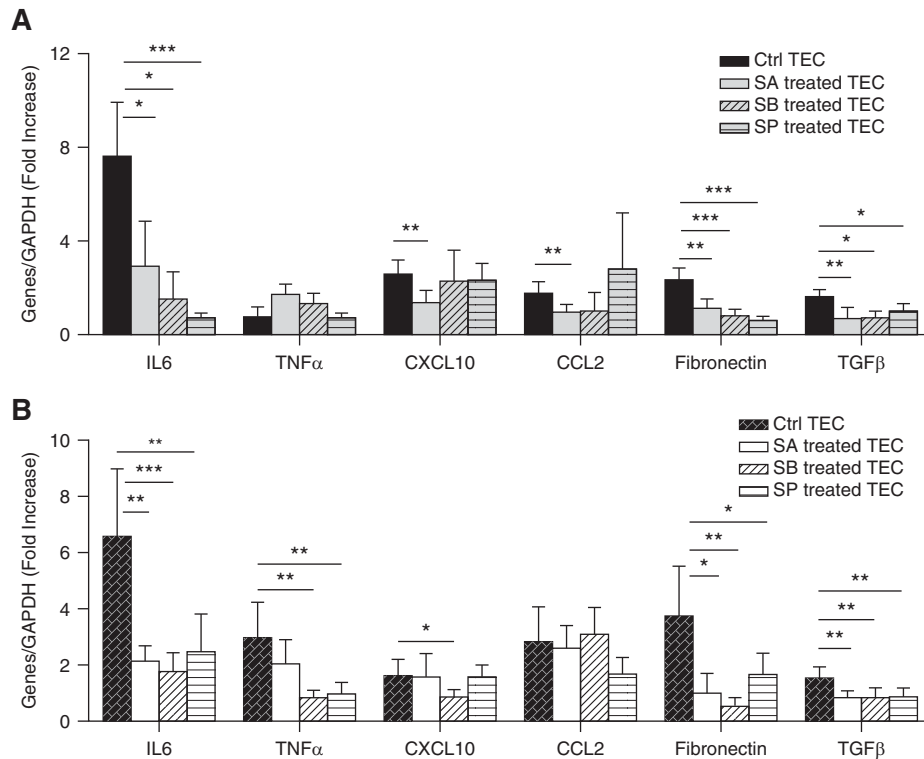 A
12
8
4
0
Genes/GAPDH (Fold Increase)
Ctrl TEC
SA treated TEC
SB treated TEC
SP treated TEC
***
*
*
**
**
***
***
**
*
*
**
IL6 TNFα CXCL10 CCL2 Fibronectin TGFβ
B
10
8
6
4
2
0
Genes/GAPDH (Fold Increase)
Ctrl TEC
SA treated TEC
SB treated TEC
SP treated TEC
**
***
**
**
**
*
*
**
*
**
**
**
IL6 TNFα CXCL10 CCL2 Fibronectin TGFβ